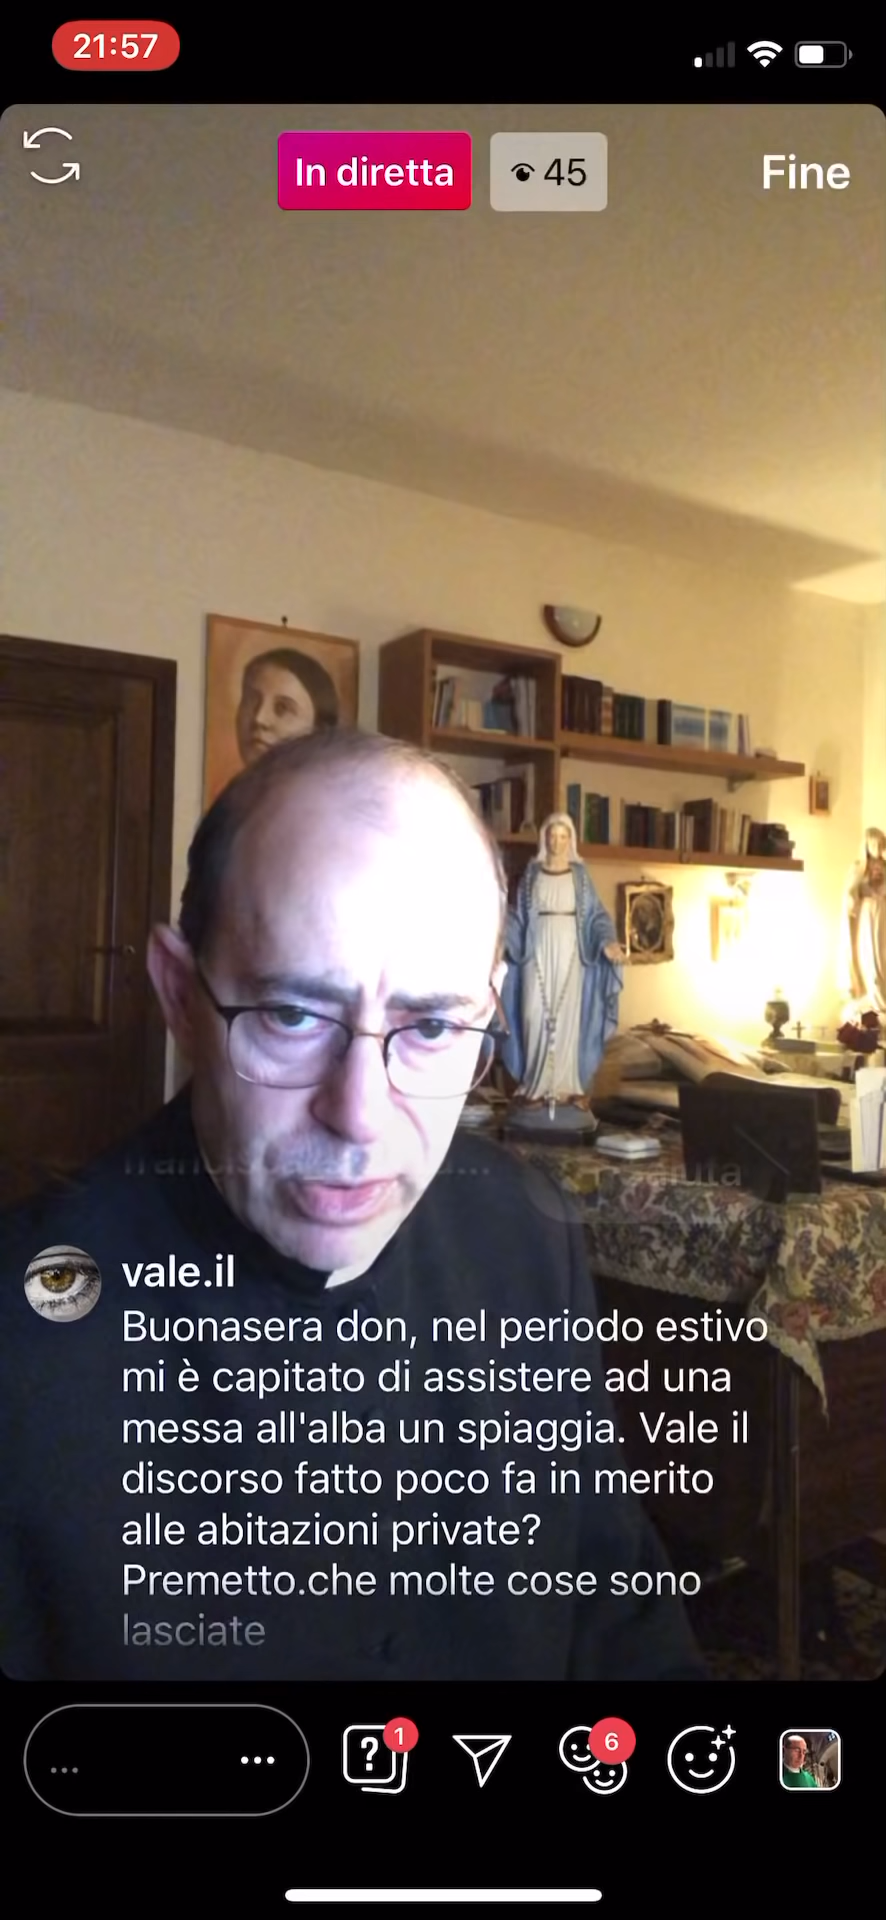 21:57
In diretta
45
Fine
vale.il
Buonasera don, nel periodo estivo
mi è capitato di assistere ad una
messa all'alba un spiaggia. Vale il
discorso fatto poco fa in merito
alle abitazioni private?
Premetto.che molte cose sono
lasciate
...
1
6